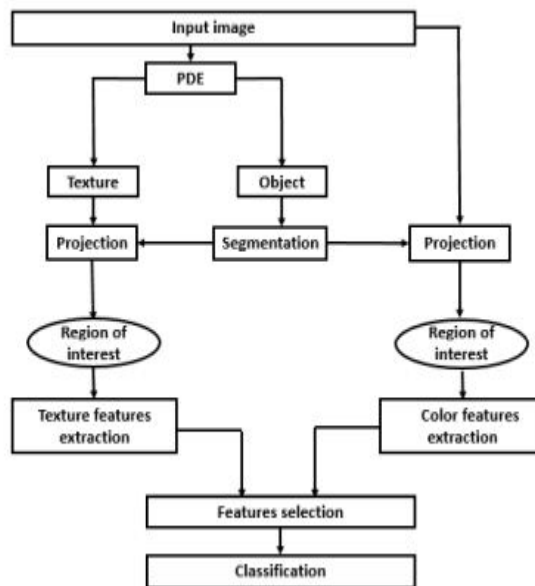 Input image
PDE
Texture
Object
Projection
Segmentation
Projection
Region of
interest
Region of
interest
Texture features
extraction
Color features
extraction
Features selection
Classification